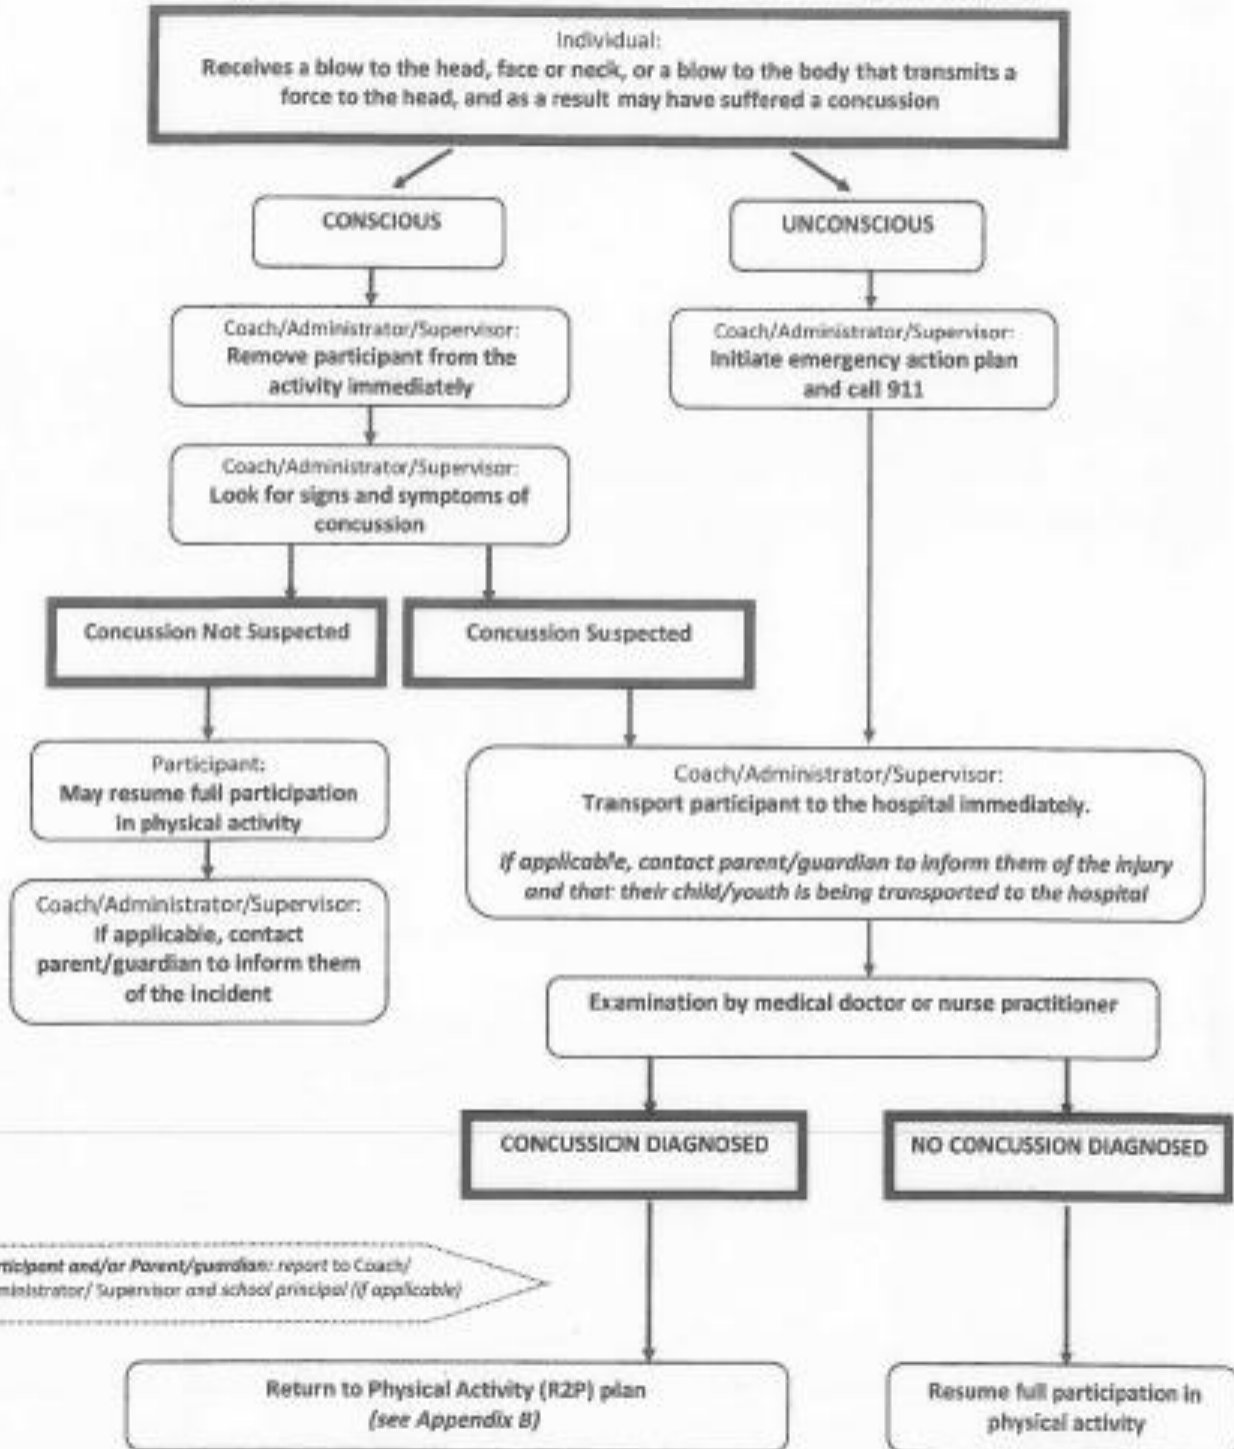 Individual:
Receives a blow to the head, face or neck, or a blow to the body that transmits a
force to the head, and as a result may have suffered a concussion
CONSCIOUS
UNCONSCIOUS
Coach/Administrator/Supervisor:
Remove participant from the
activity immediately
Coach/Administrator/Supervisor:
Initiate emergency action plan
and call 911
Coach/Administrator/Supervisor:
Look for signs and symptoms of
concussion
Concussion Not Suspected
Concussion Suspected
Participant:
May resume full participation
in physical activity
Coach/Administrator/Supervisor:
Transport participant to the hospital immediately.
If applicable, contact parent/guardian to inform them of the injury
and that their child/youth is being transported to the hospital
Coach/Administrator/Supervisor:
If applicable, contact
parent/guardian to inform them
of the incident
Examination by medical doctor or nurse practitioner
CONCUSSION DIAGNOSED
NO CONCUSSION DIAGNOSED
rticipant and/or Parent/guardian: report to Coach/
ministrator/ Supervisor and school principal (if applicable)
Return to Physical Activity (R2P) plan
(see Appendix B)
Resume full participation in
physical activity